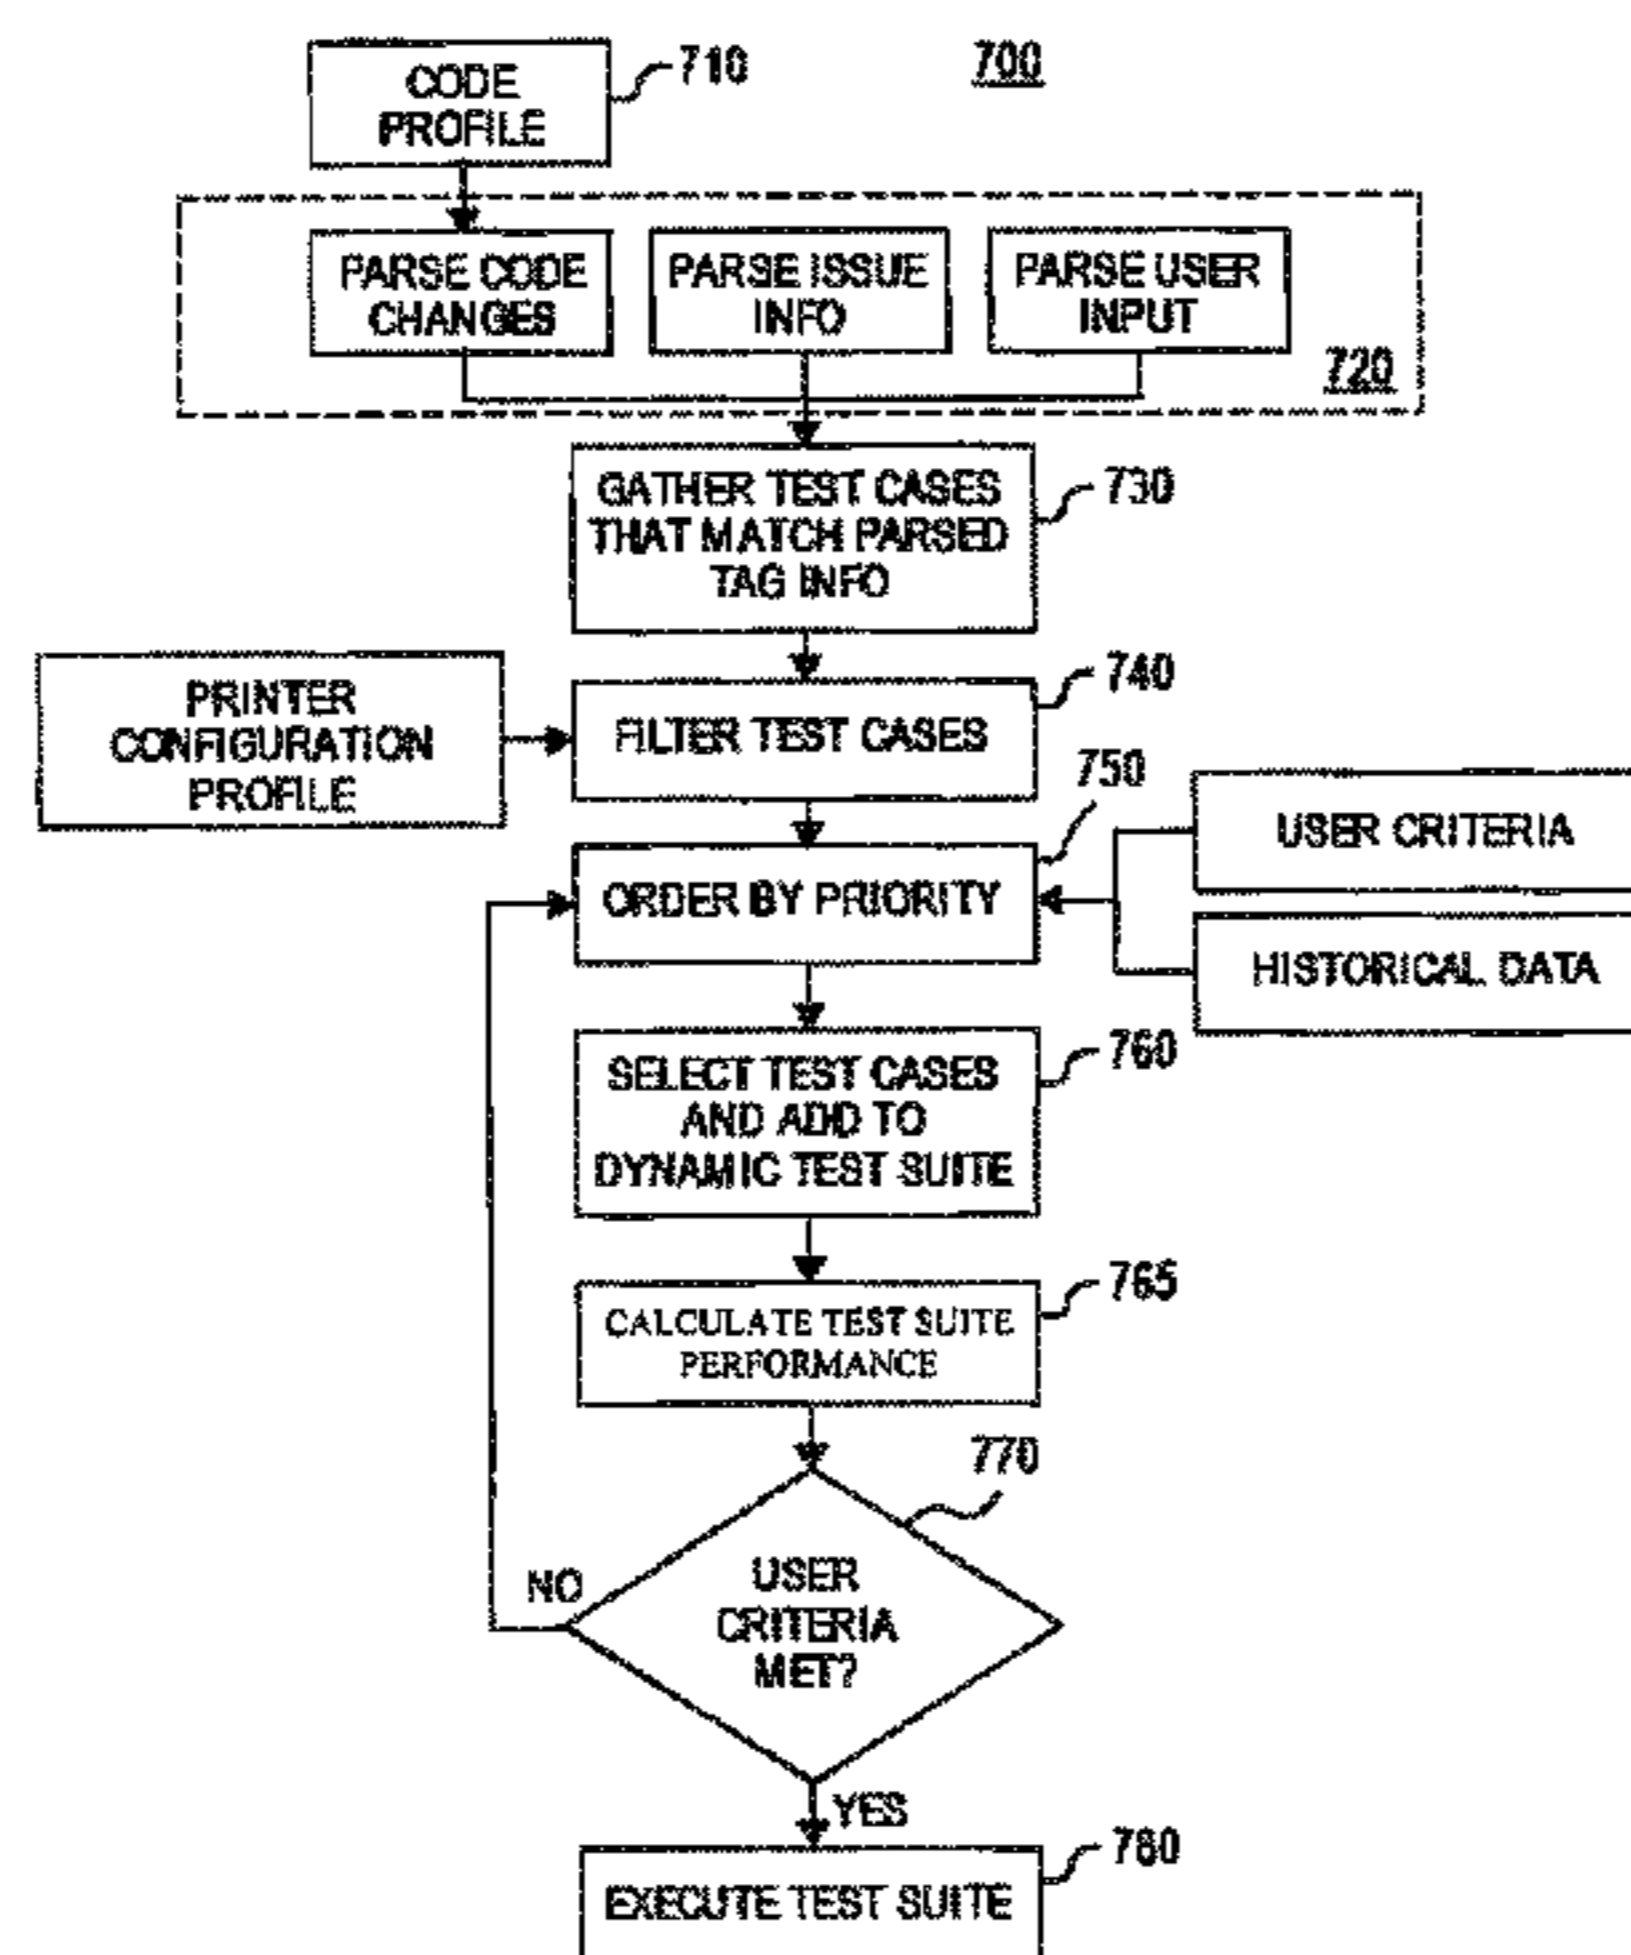 CODE
PROFILE
710
700
PARSE CODE
CHANGES
PARSE ISSUE
INFO
PARSE USER
INPUT
720
GATHER TEST CASES
THAT MATCH PARSED
TAG INFO
730
PRINTER
CONFIGURATION
PROFILE
FILTER TEST CASES
740
750
ORDER BY PRIORITY
USER CRITERIA
HISTORICAL DATA
SELECT TEST CASES
AND ADD TO
DYNAMIC TEST SUITE
760
CALCULATE TEST SUITE
PERFORMANCE
765
770
USER
CRITERIA
MET?
NO
YES
EXECUTE TEST SUITE
780